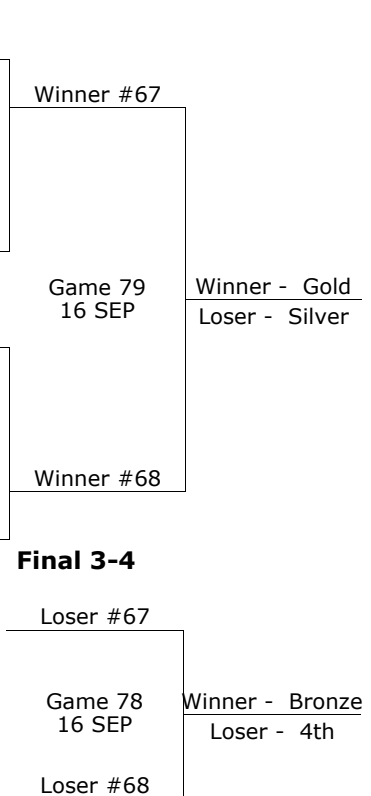 Winner #67
Game 79
16 SEP
Winner - Gold
Loser - Silver
Winner #68
Final 3-4
Loser #67
Game 78
16 SEP
Winner - Bronze
Loser - 4th
Loser #68